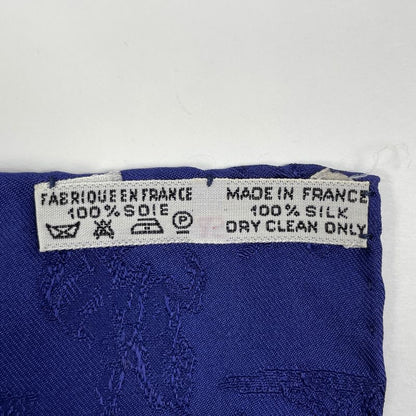 FABRIQUE EN FRANCE
100% SOIE
P
MADE IN FRANCE
100% SILK
DRY CLEAN ONLY